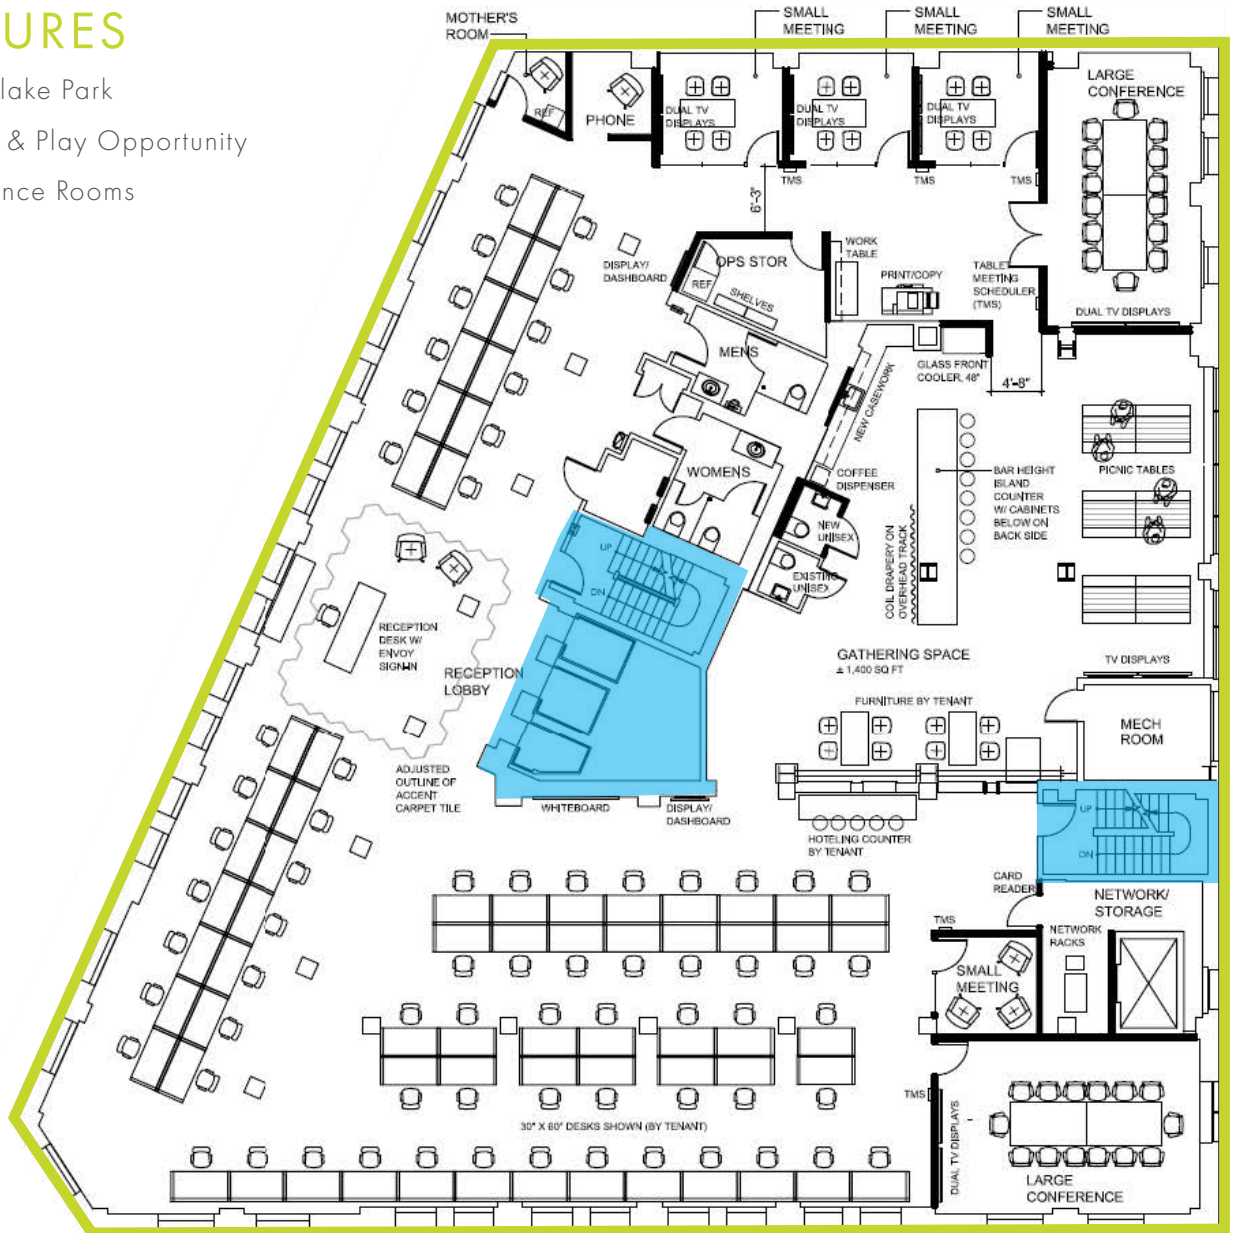 URES
lake Park
& Play Opportunity
nce Rooms
MOTHER'S
ROOM
SMALL
MEETING
SMALL
MEETING
SMALL
MEETING
REF
PHONE
DUAL TV
DISPLAYS
DUAL TV
DISPLAYS
DUAL TV
DISPLAYS
LARGE
CONFERENCE
TMS
TMS
TMS
6'-3"
DISPLAY/
DASHBOARD
OPS STOR
REF
SHELVES
WORK
TABLE
PRINT/COPY
TABLET
MEETING
SCHEDULER
(TMS)
DUAL TV DISPLAYS
MENS
GLASS FRONT
COOLER, 48"
4'-8"
NEW CASEWORK
WOMENS
COFFEE
DISPENSER
BAR HEIGHT
ISLAND
COUNTER
W/ CABINETS
BELOW ON
BACK SIDE
PICNIC TABLES
NEW
UNISEX
EXISTING
UNISEX
COIL DRAPERY ON
OVERHEAD TRACK
UP
DN
RECEPTION
DESK W/
ENVOY
SIGN-IN
RECEPTION
LOBBY
GATHERING SPACE
± 1,400 SQ FT
TV DISPLAYS
FURNITURE BY TENANT
MECH
ROOM
ADJUSTED
OUTLINE OF
ACCENT
CARPET TILE
WHITEBOARD
DISPLAY/
DASHBOARD
HOTELING COUNTER
BY TENANT
UP
DN
CARD
READER
NETWORK/
STORAGE
TMS
NETWORK
RACKS
SMALL
MEETING
TMS
30" X 60" DESKS SHOWN (BY TENANT)
DUAL TV DISPLAYS
LARGE
CONFERENCE